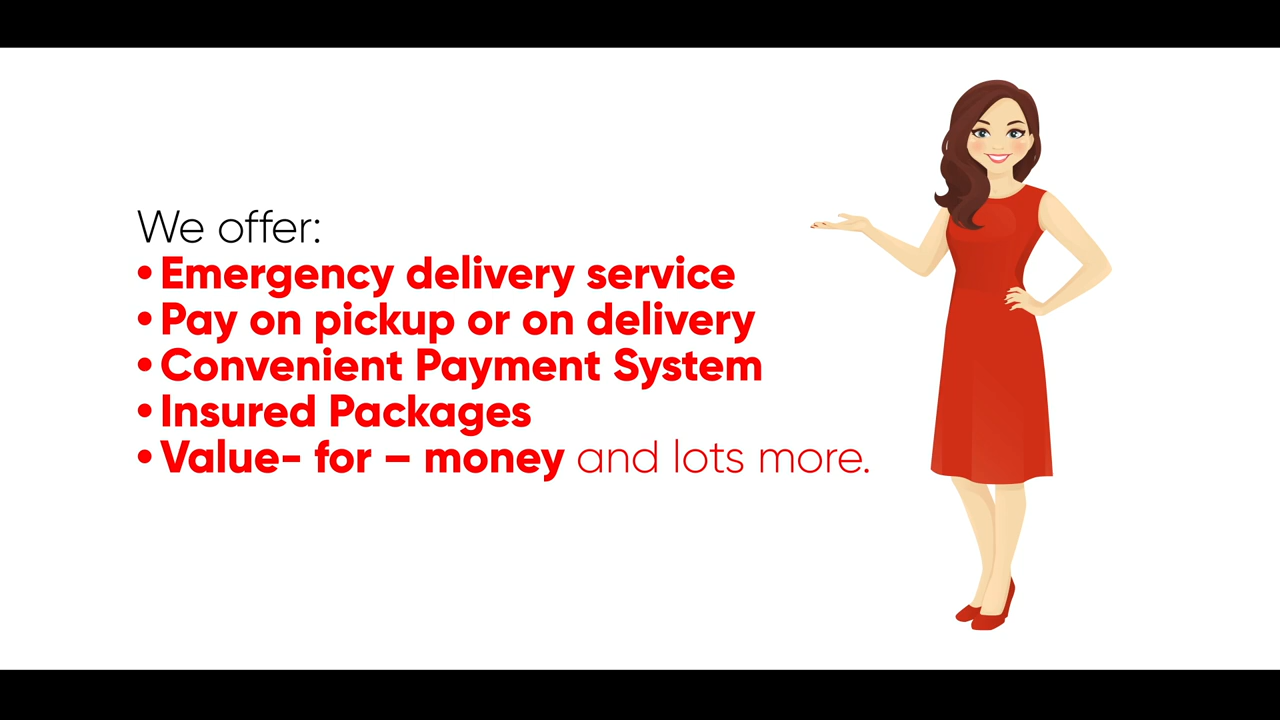 We offer:
• Emergency delivery service
• Pay on pickup or on delivery
• Convenient Payment System
• Insured Packages
• Value- for – money and lots more.